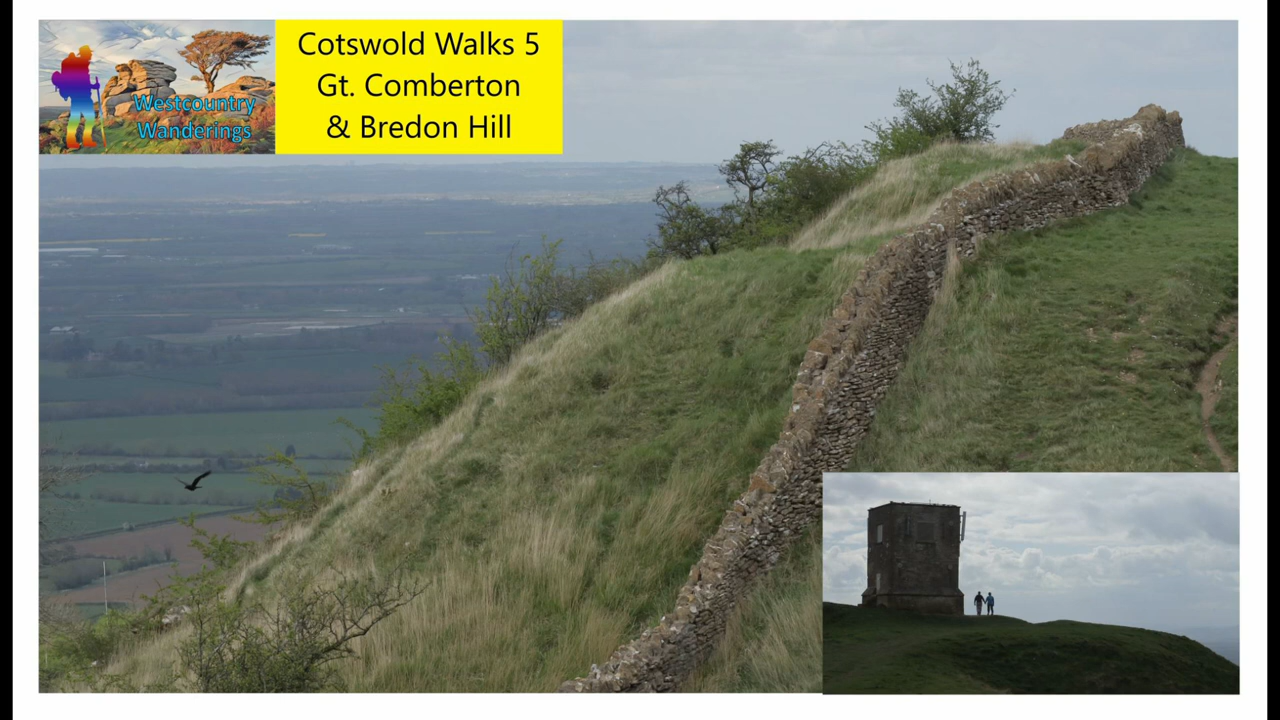 Westcountry
Wanderings
Cotswold Walks 5
Gt. Comberton
& Bredon Hill